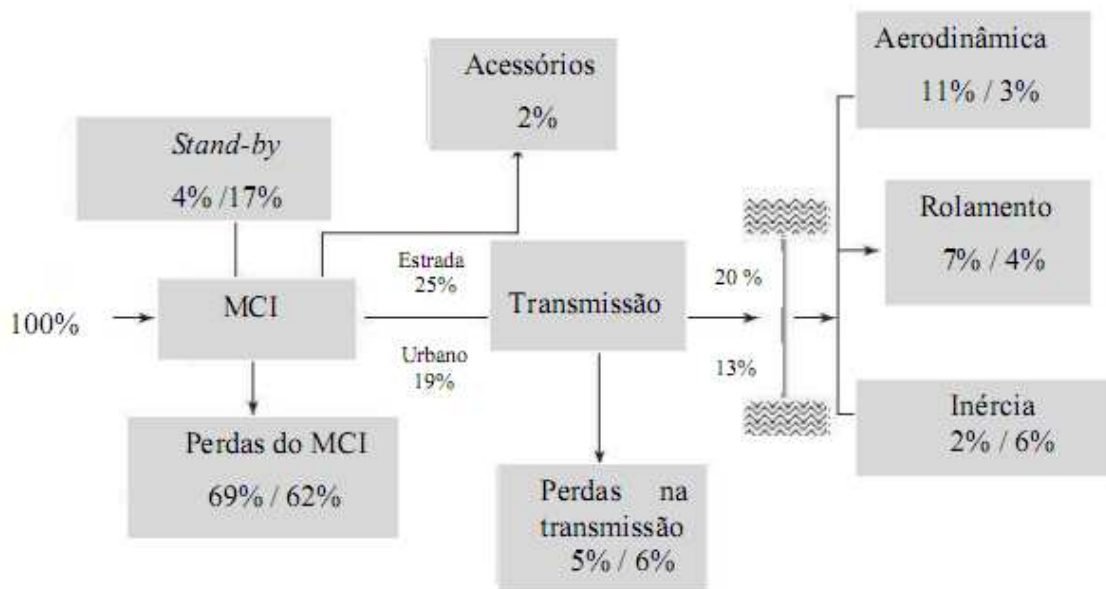 Aerodinâmica
11% / 3%
Acessórios
2%
Stand-by
4% /17%
Rolamento
7% / 4%
Estrada
25%
20 %
100%
MCI
Transmissão
Urbano
19%
13%
Inércia
2% / 6%
Perdas do MCI
69% / 62%
Perdas na
transmissão
5% / 6%